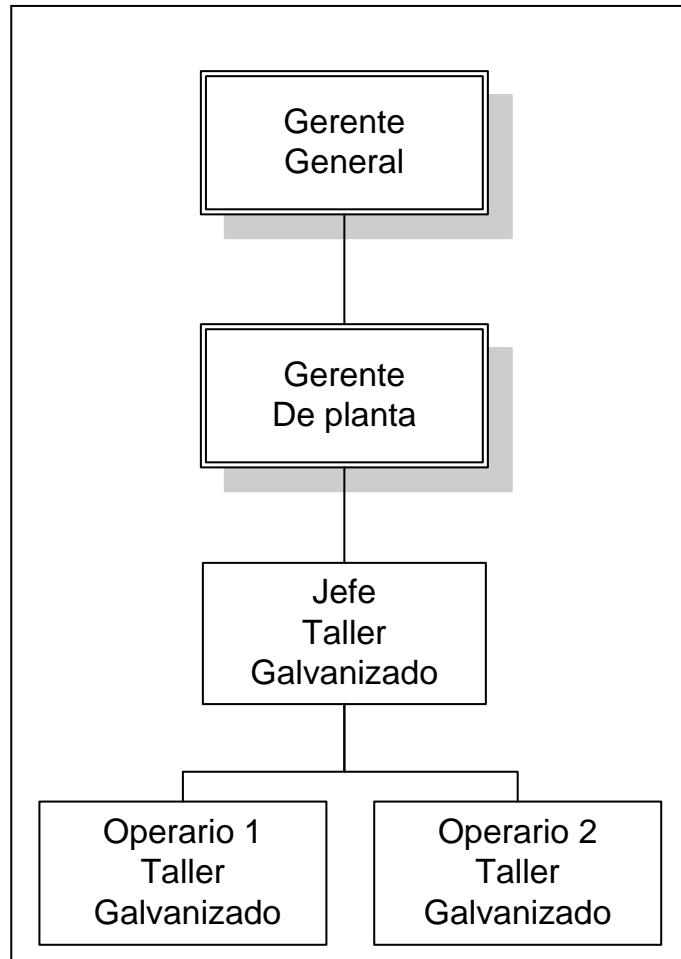 Gerente
General
Gerente
De planta
Jefe
Taller
Galvanizado
Operario 1
Taller
Galvanizado
Operario 2
Taller
Galvanizado